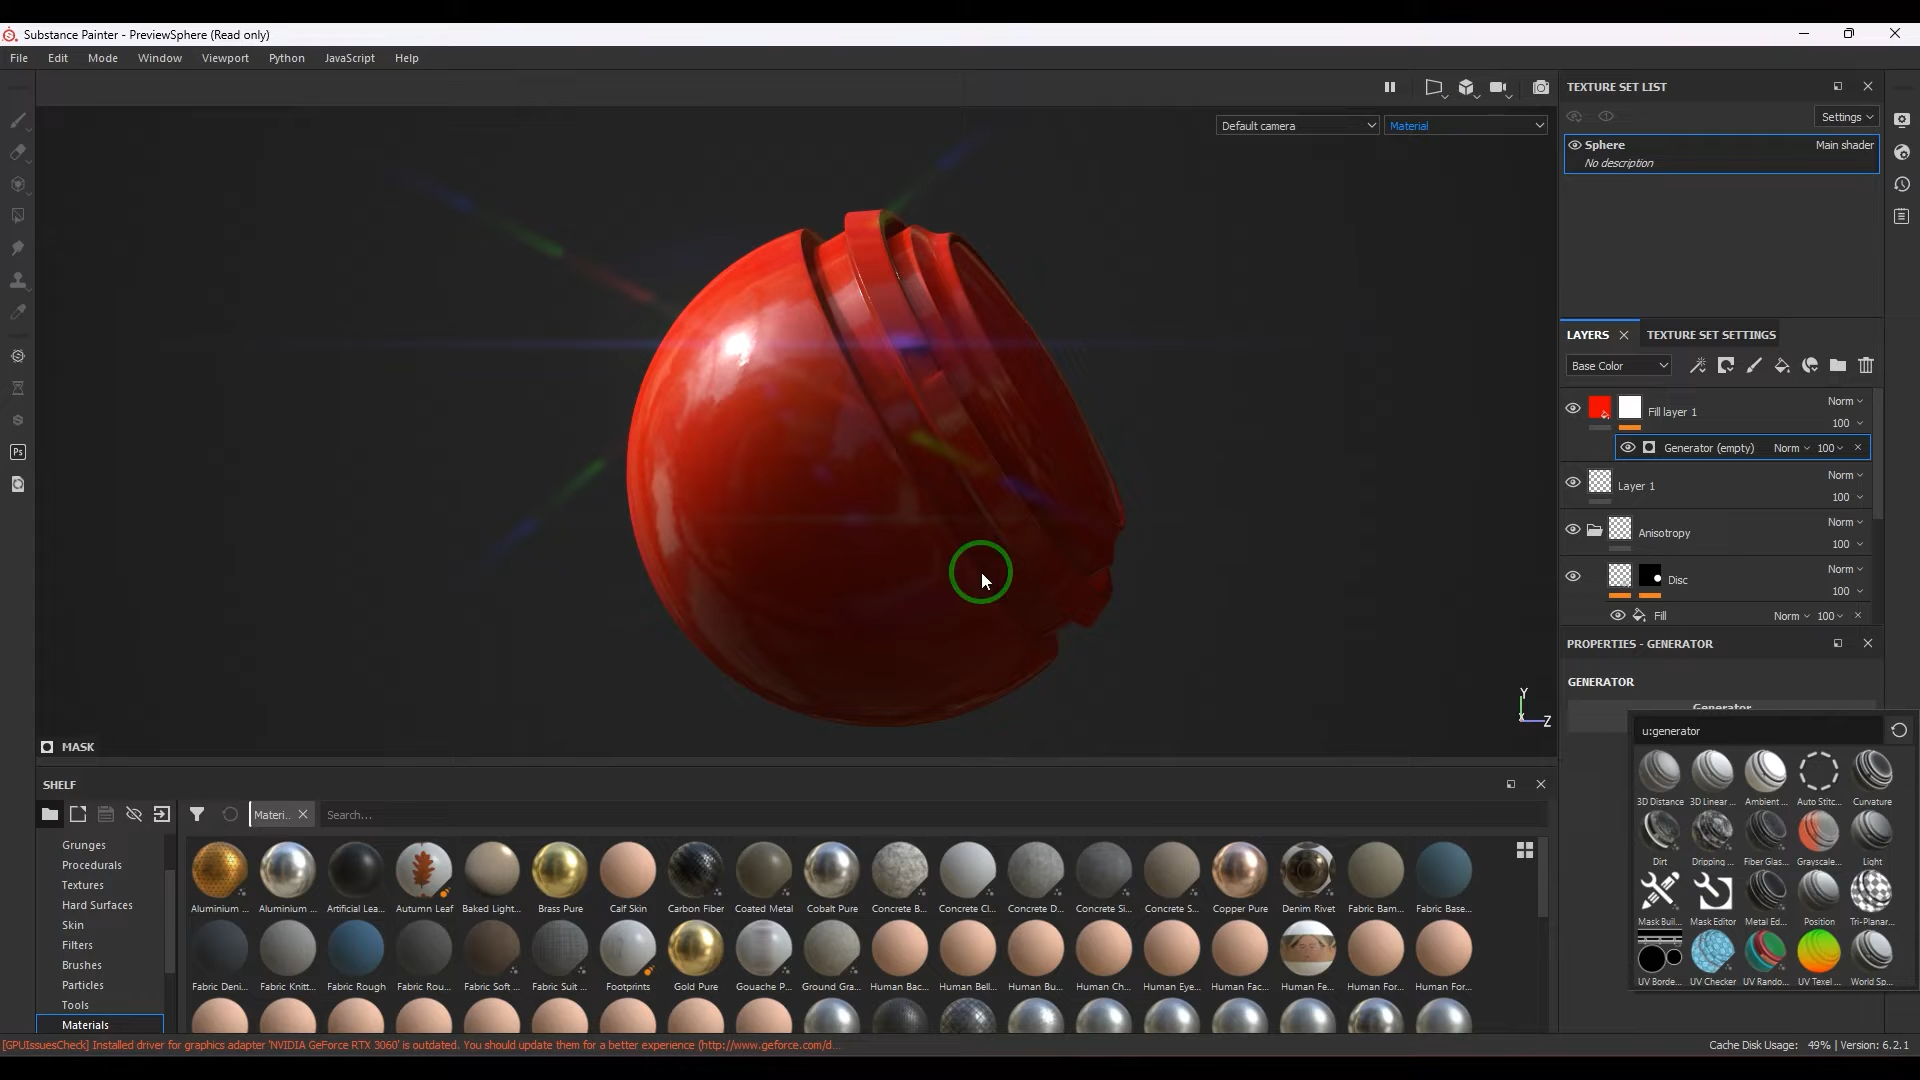 Substance Painter - PreviewSphere (Read only)
File Edit Mode Window Viewport Python JavaScript Help
Default camera Material
TEXTURE SET LIST
Settings
Sphere Main shader
No description
LAYERS TEXTURE SET SETTINGS
Base Color
Fill layer 1 Norm
100
Generator (empty) Norm 100
Layer 1 Norm
100
Anisotropy Norm
100
Disc Norm
100
Fill Norm 100
PROPERTIES - GENERATOR
GENERATOR
Generator
u:generator
3D Distance 3D Linear ... Ambient ... Auto Stitc... Curvature
Dirt Dripping ... Fiber Glas... Grayscale... Light
Mask Buil... Mask Editor Metal Ed... Position Tri-Planar...
UV Borde... UV Checker UV Rando... UV Texel ... World Sp...
Y
Z
MASK
SHELF
Materi.. Search...
Grunges
Procedurals
Textures
Hard Surfaces
Skin
Filters
Brushes
Particles
Tools
Materials
Aluminium ... Aluminium ... Artificial Lea... Autumn Leaf Baked Light... Brass Pure Calf Skin Carbon Fiber Coated Metal Cobalt Pure Concrete B... Concrete Cl... Concrete D... Concrete Si... Concrete S... Copper Pure Denim Rivet Fabric Bam... Fabric Base...
Fabric Deni... Fabric Knitt... Fabric Rough Fabric Rou... Fabric Soft ... Fabric Suit ... Footprints Gold Pure Gouache P... Ground Gra... Human Bac... Human Bell... Human Bu... Human Ch... Human Eye... Human Fac... Human Fe... Human For... Human For...
[GPUIssuesCheck] Installed driver for graphics adapter 'NVIDIA GeForce RTX 3060' is outdated. You should update them for a better experience (http://www.geforce.com/d...
Cache Disk Usage: 49% | Version: 6.2.1
Ps